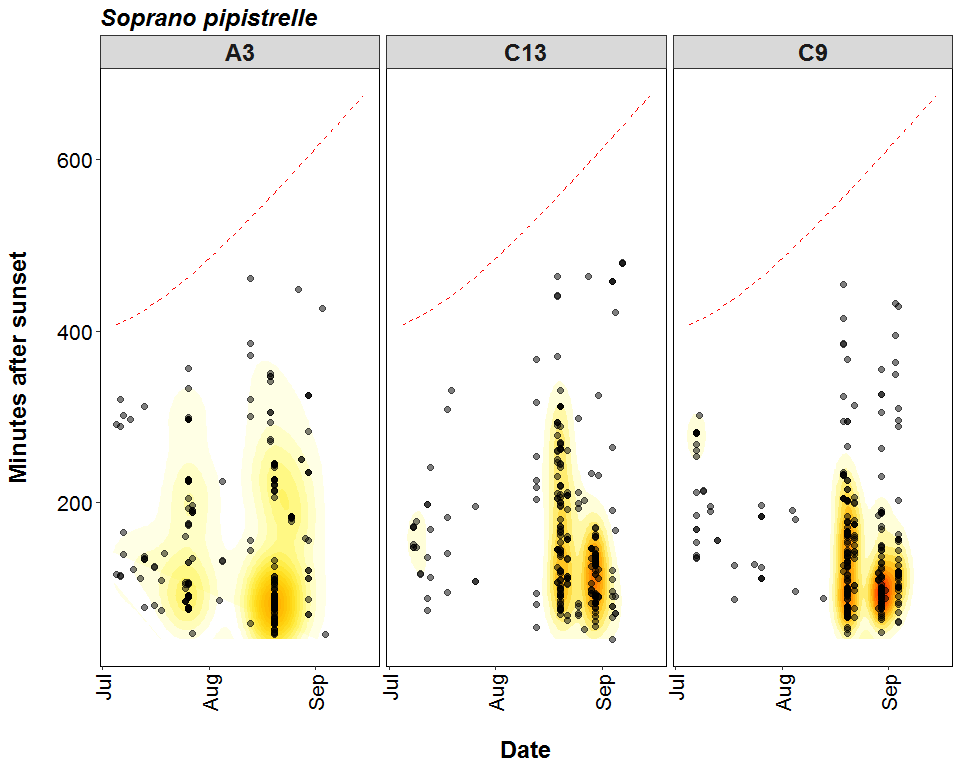 Soprano pipistrelle
A3 C13 C9
Minutes after sunset
600
400
200
Jul Aug Sep Jul Aug Sep Jul Aug Sep
Date